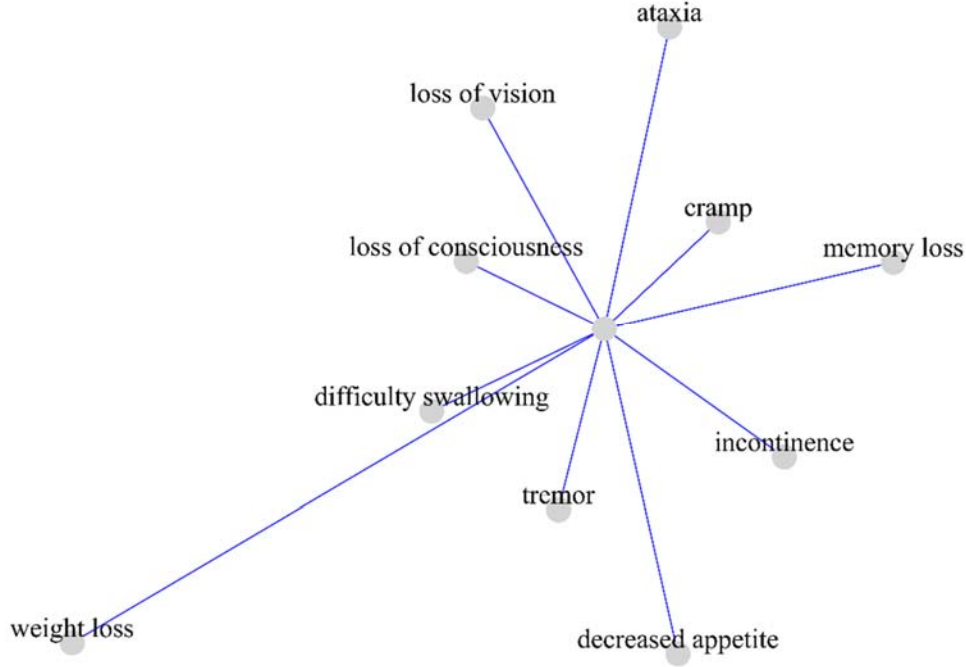 ataxia
loss of vision
cramp
loss of consciousness
memory loss
difficulty swallowing
incontinence
tremor
weight loss
decreased appetite